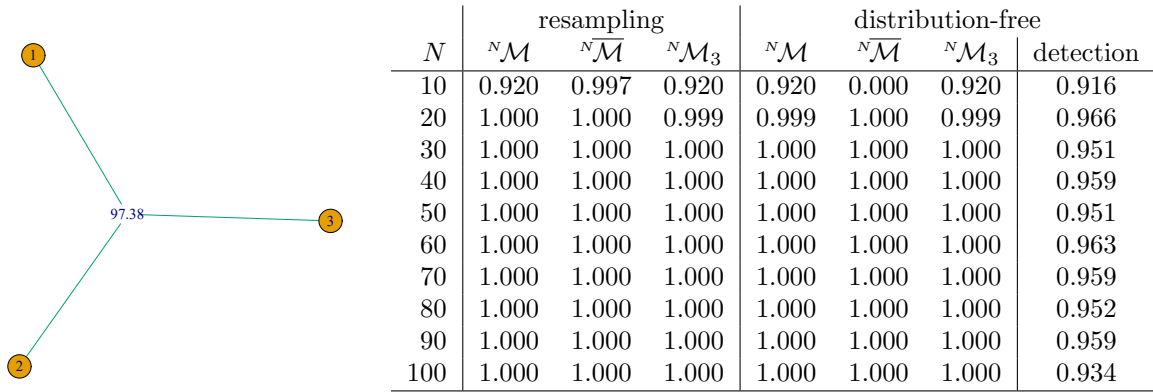 1
97.38
3
2
resampling distribution-free
N ᴺℳ ᴺℳ̅ ᴺℳ₃ ᴺℳ ᴺℳ̅ ᴺℳ₃ detection
10 0.920 0.997 0.920 0.920 0.000 0.920 0.916
20 1.000 1.000 0.999 0.999 1.000 0.999 0.966
30 1.000 1.000 1.000 1.000 1.000 1.000 0.951
40 1.000 1.000 1.000 1.000 1.000 1.000 0.959
50 1.000 1.000 1.000 1.000 1.000 1.000 0.951
60 1.000 1.000 1.000 1.000 1.000 1.000 0.963
70 1.000 1.000 1.000 1.000 1.000 1.000 0.959
80 1.000 1.000 1.000 1.000 1.000 1.000 0.952
90 1.000 1.000 1.000 1.000 1.000 1.000 0.959
100 1.000 1.000 1.000 1.000 1.000 1.000 0.934